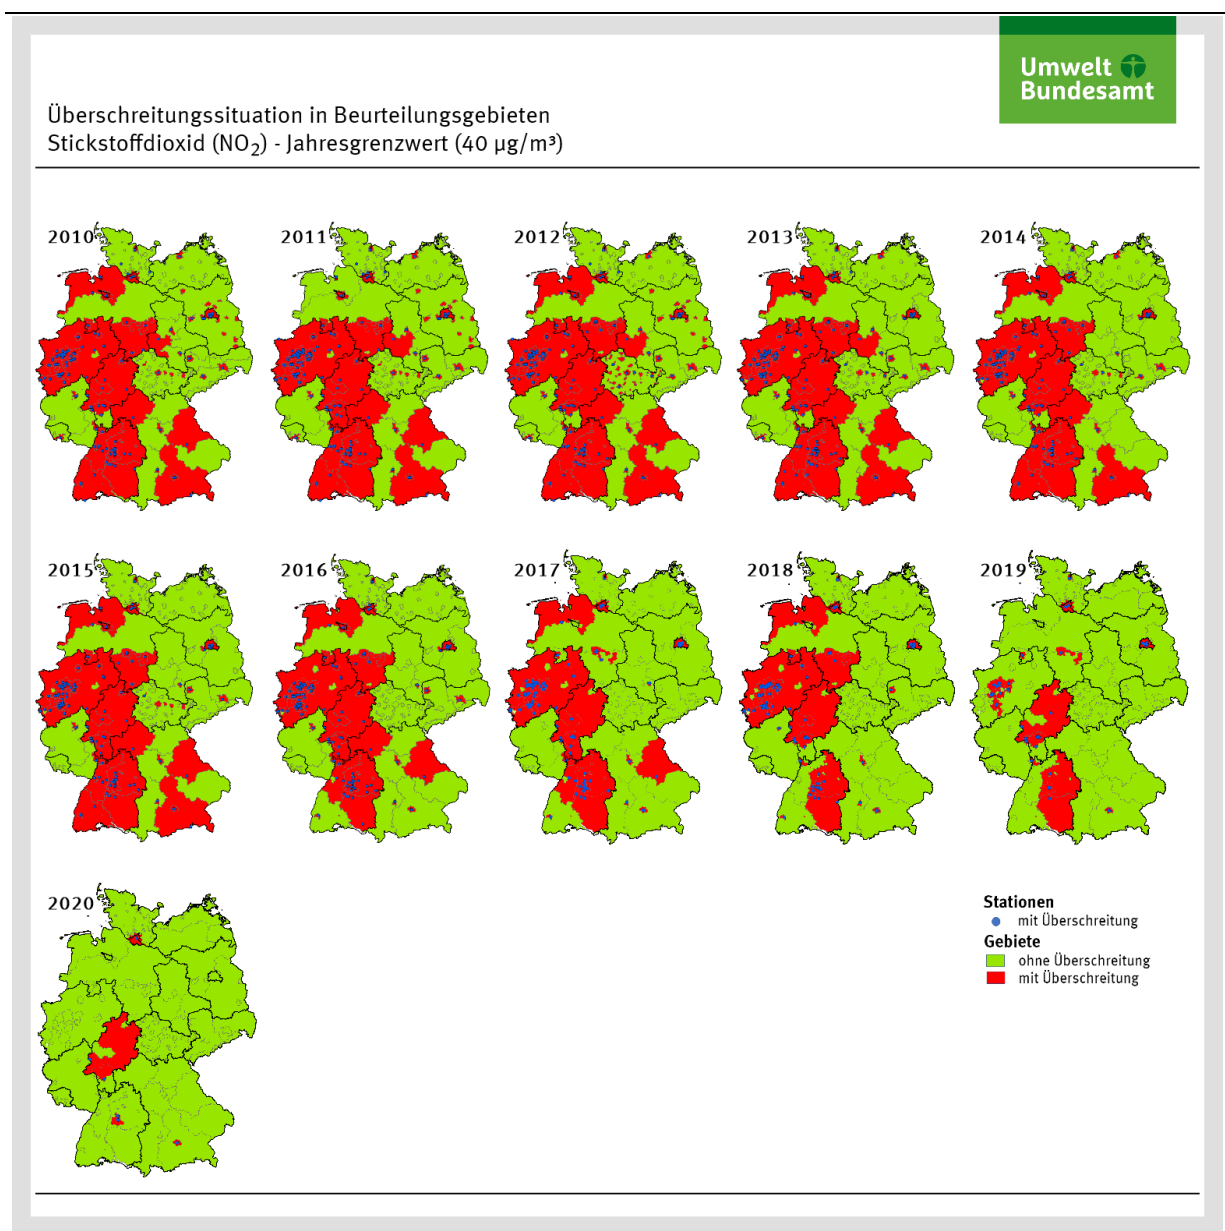 Umwelt
Bundesamt
Überschreitungssituation in Beurteilungsgebieten
Stickstoffdioxid (NO₂) - Jahresgrenzwert (40 µg/m³)
2010
2011
2012
2013
2014
2015
2016
2017
2018
2019
2020
Stationen
mit Überschreitung
Gebiete
ohne Überschreitung
mit Überschreitung